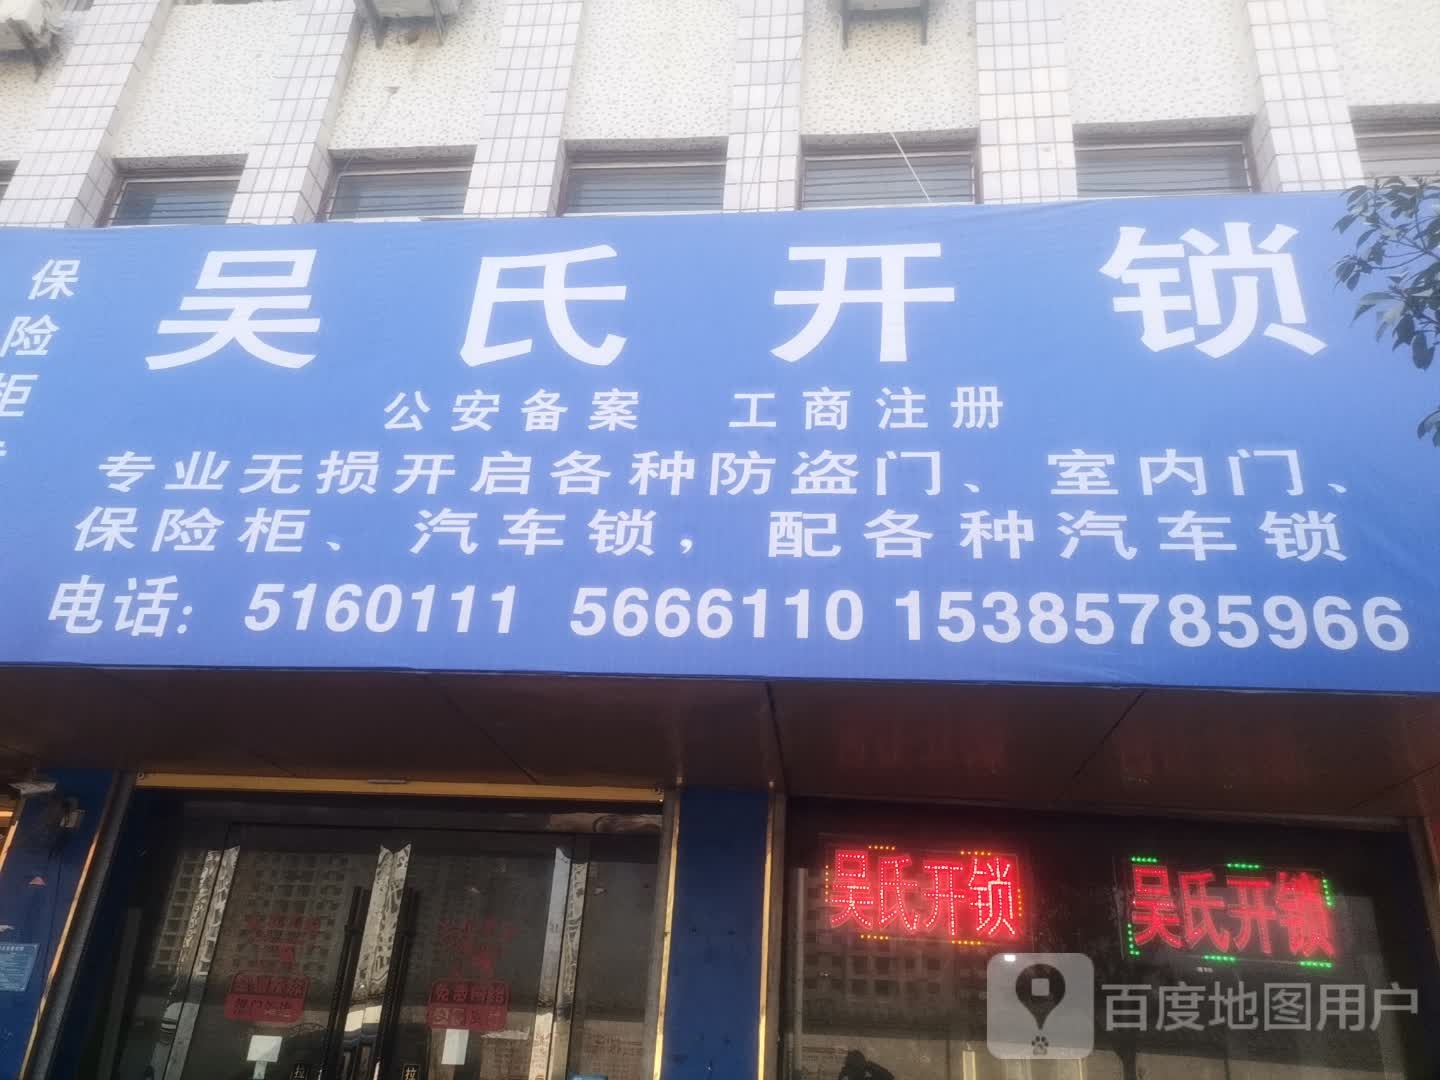 吴氏开锁
公安备案 工商注册
专业无损开启各种防盗门、室内门、
保险柜、汽车锁，配各种汽车锁
电话：5160111 5666110 15385785966
保险柜
吴氏开锁
吴氏开锁
拉
拉
百度地图用户